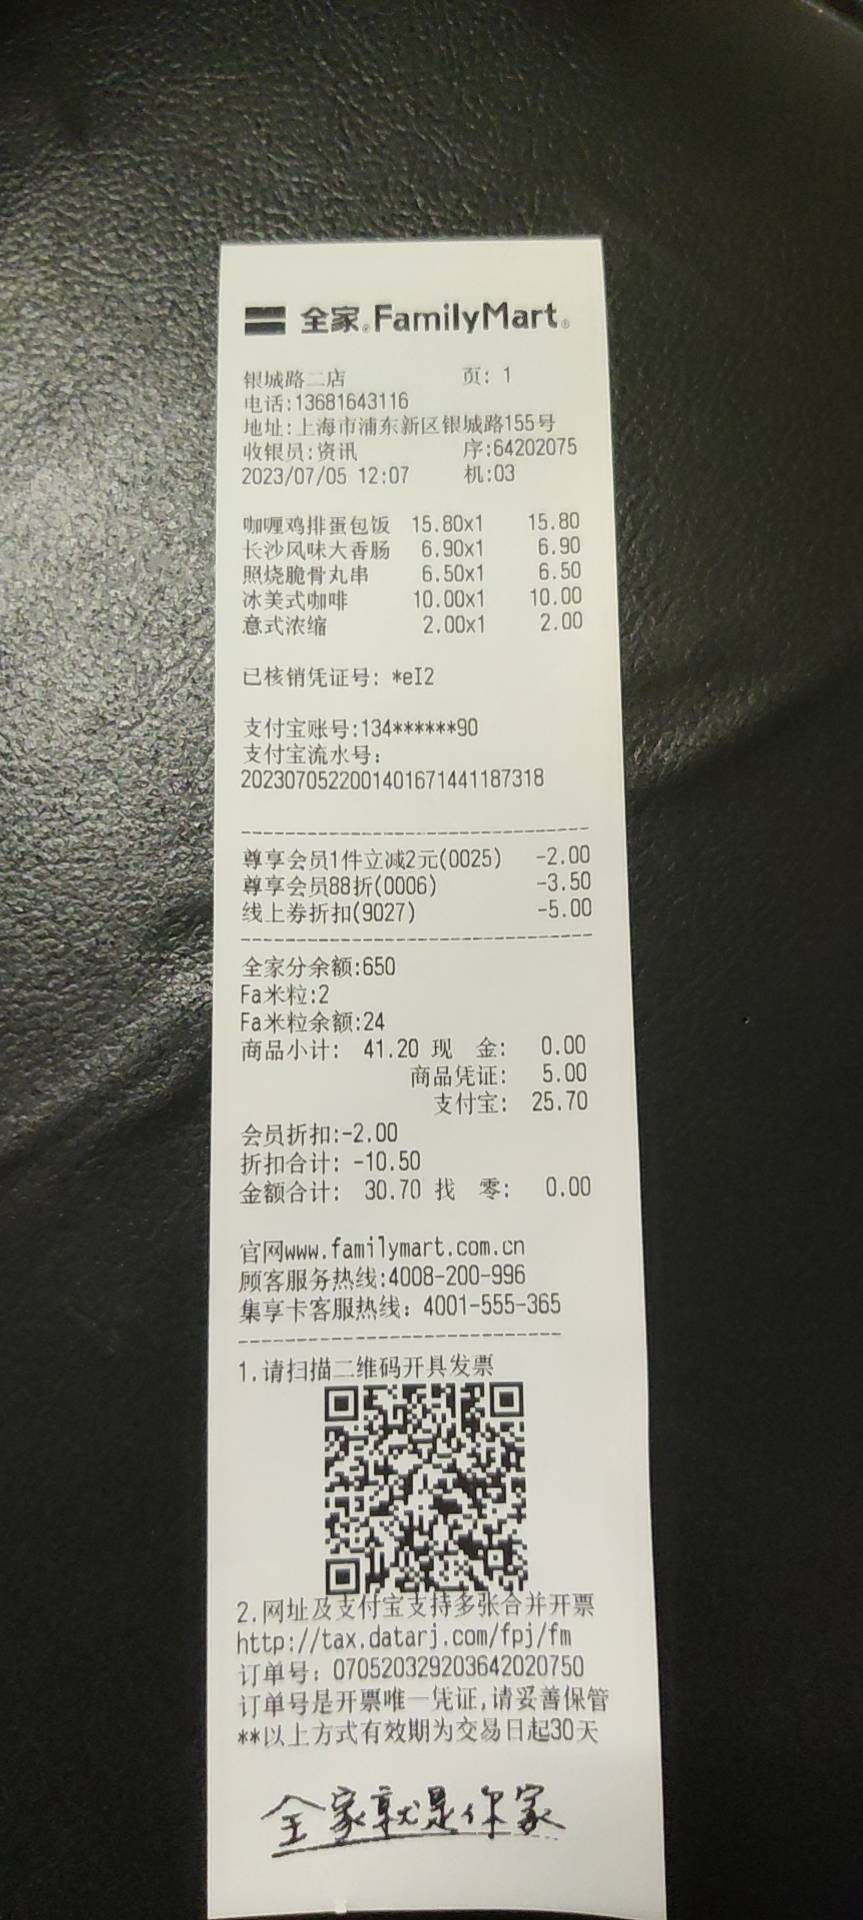 全家® FamilyMart®
银城路二店 页: 1
电话:13681643116
地址:上海市浦东新区银城路155号
收银员:资讯 序:64202075
2023/07/05 12:07 机:03
咖喱鸡排蛋包饭 15.80x1 15.80
长沙风味大香肠 6.90x1 6.90
照烧脆骨丸串 6.50x1 6.50
冰美式咖啡 10.00x1 10.00
意式浓缩 2.00x1 2.00
已核销凭证号: *eI2
支付宝账号:134******90
支付宝流水号:
2023070522001401671441187318
尊享会员1件立减2元(0025) -2.00
尊享会员88折(0006) -3.50
线上券折扣(9027) -5.00
全家分余额:650
Fa米粒:2
Fa米粒余额:24
商品小计: 41.20 现 金: 0.00
商品凭证: 5.00
支付宝: 25.70
会员折扣:-2.00
折扣合计: -10.50
金额合计: 30.70 找 零: 0.00
官网www.familymart.com.cn
顾客服务热线:4008-200-996
集享卡客服热线: 4001-555-365
1.请扫描二维码开具发票
2.网址及支付宝支持多张合并开票
http://tax.datarj.com/fpj/fm
订单号: 070520329203642020750
订单号是开票唯一凭证,请妥善保管
**以上方式有效期为交易日起30天
全家就是你家